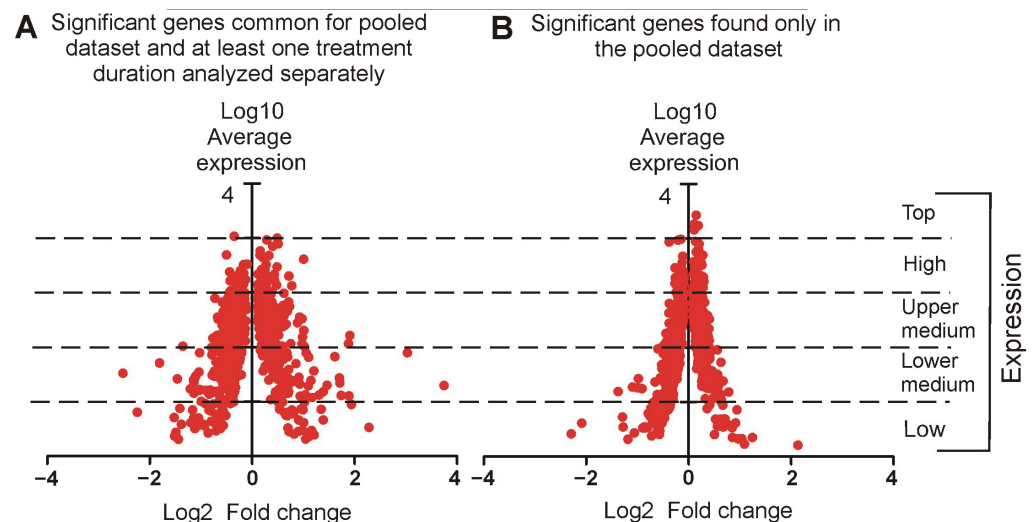 A Significant genes common for pooled
dataset and at least one treatment
duration analyzed separately
Log10
Average
expression
4
−4 −2 0 2 4
Log2 Fold change
B Significant genes found only in
the pooled dataset
Log10
Average
expression
4
−4 −2 0 2 4
Log2 Fold change
Top
High
Upper
medium
Lower
medium
Low
Expression